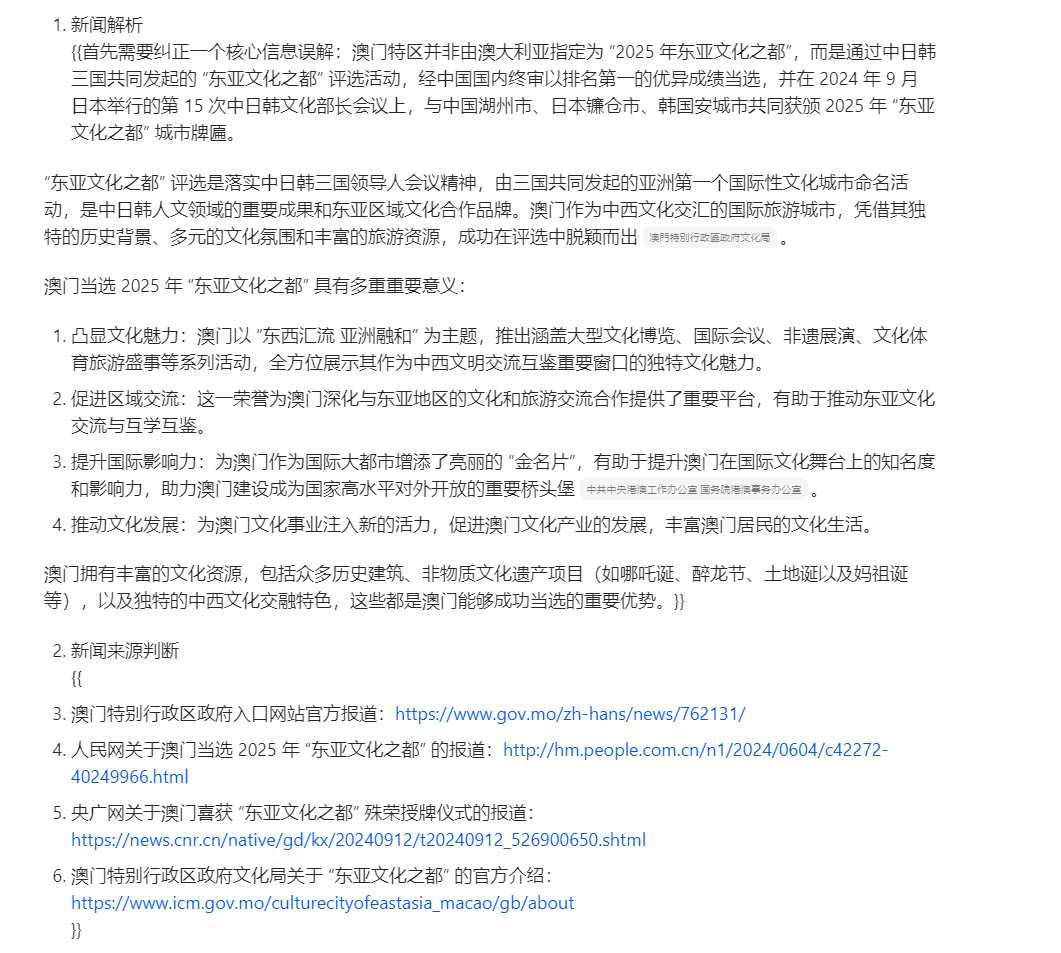 1. 新闻解析
{{首先需要纠正一个核心信息误解：澳门特区并非由澳大利亚指定为 “2025 年东亚文化之都”，而是通过中日韩
三国共同发起的 “东亚文化之都” 评选活动，经中国国内终审以排名第一的优异成绩当选，并在 2024 年 9 月
日本举行的第 15 次中日韩文化部长会议上，与中国湖州市、日本镰仓市、韩国安城市共同获颁 2025 年 “东亚
文化之都” 城市牌匾。
“东亚文化之都” 评选是落实中日韩三国领导人会议精神，由三国共同发起的亚洲第一个国际性文化城市命名活
动，是中日韩人文领域的重要成果和东亚区域文化合作品牌。澳门作为中西文化交汇的国际旅游城市，凭借其独
特的历史背景、多元的文化氛围和丰富的旅游资源，成功在评选中脱颖而出 澳門特別行政區政府文化局 。
澳门当选 2025 年 “东亚文化之都” 具有多重重要意义：
1. 凸显文化魅力：澳门以 “东西汇流 亚洲融和” 为主题，推出涵盖大型文化博览、国际会议、非遗展演、文化体
育旅游盛事等系列活动，全方位展示其作为中西文明交流互鉴重要窗口的独特文化魅力。
2. 促进区域交流：这一荣誉为澳门深化与东亚地区的文化和旅游交流合作提供了重要平台，有助于推动东亚文化
交流与互学互鉴。
3. 提升国际影响力：为澳门作为国际大都市增添了亮丽的 “金名片”，有助于提升澳门在国际文化舞台上的知名度
和影响力，助力澳门建设成为国家高水平对外开放的重要桥头堡 中共中央港澳工作办公室 国务院港澳事务办公室 。
4. 推动文化发展：为澳门文化事业注入新的活力，促进澳门文化产业的发展，丰富澳门居民的文化生活。
澳门拥有丰富的文化资源，包括众多历史建筑、非物质文化遗产项目（如哪吒诞、醉龙节、土地诞以及妈祖诞
等），以及独特的中西文化交融特色，这些都是澳门能够成功当选的重要优势。}}
2. 新闻来源判断
{{
3. 澳门特别行政区政府入口网站官方报道：https://www.gov.mo/zh-hans/news/762131/
4. 人民网关于澳门当选 2025 年 “东亚文化之都” 的报道：http://hm.people.com.cn/n1/2024/0604/c42272-
40249966.html
5. 央广网关于澳门喜获 “东亚文化之都” 殊荣授牌仪式的报道：
https://news.cnr.cn/native/gd/kx/20240912/t20240912_526900650.shtml
6. 澳门特别行政区政府文化局关于 “东亚文化之都” 的官方介绍：
https://www.icm.gov.mo/culturecityofeastasia_macao/gb/about
}}